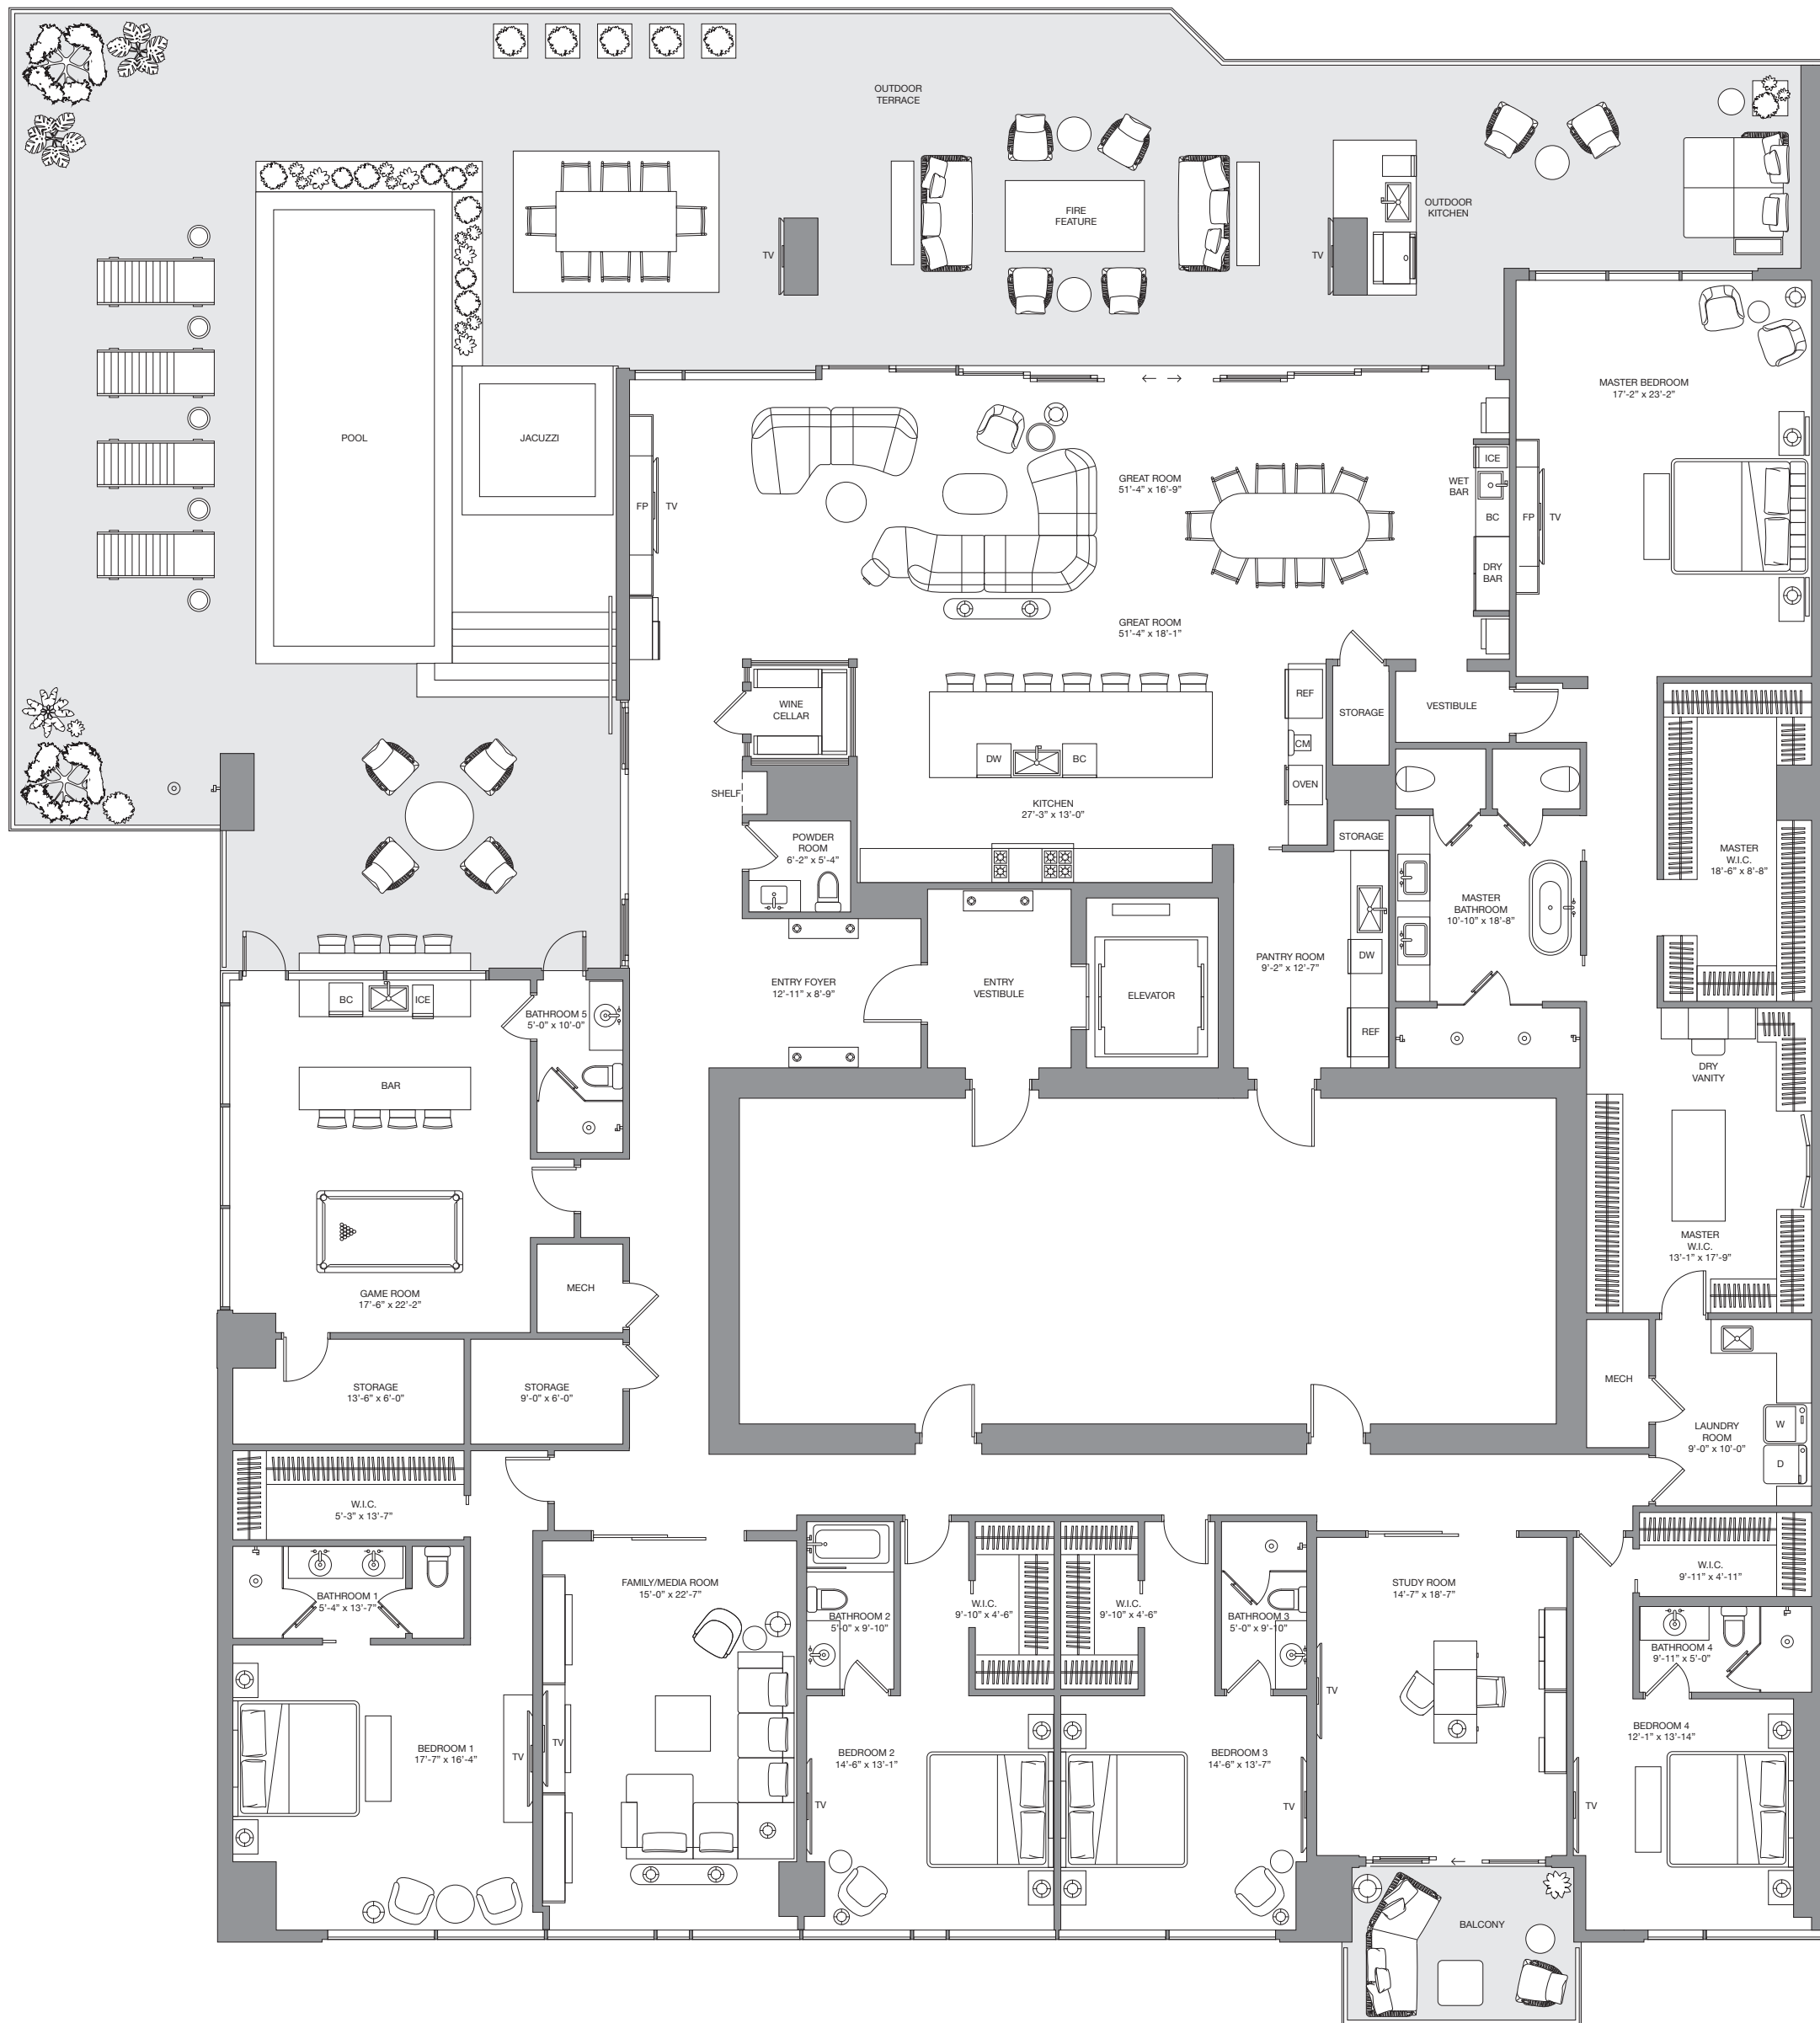 OUTDOOR
TERRACE
FIRE
FEATURE
OUTDOOR
KITCHEN
TV
TV
POOL
JACUZZI
MASTER BEDROOM
17'-2” x 23'-2”
FP
TV
GREAT ROOM
51'-4” x 16'-9”
WET
BAR
ICE
BC
DRY
BAR
FP
TV
GREAT ROOM
51'-4” x 18'-1”
WINE
CELLAR
REF
CM
OVEN
STORAGE
VESTIBULE
DW
BC
SHELF
KITCHEN
27'-3” x 13'-0”
POWDER
ROOM
6'-2” x 5'-4”
STORAGE
MASTER
W.I.C.
18'-6” x 8'-8”
MASTER
BATHROOM
10'-10” x 18'-8”
ENTRY FOYER
12'-11” x 8'-9”
ENTRY
VESTIBULE
ELEVATOR
PANTRY ROOM
9'-2” x 12'-7”
DW
REF
BC
ICE
BATHROOM 5
5'-0” x 10'-0”
BAR
DRY
VANITY
MASTER
W.I.C.
13'-1” x 17'-9”
GAME ROOM
17'-6” x 22'-2”
MECH
STORAGE
13'-6” x 6'-0”
STORAGE
9'-0” x 6'-0”
MECH
LAUNDRY
ROOM
9'-0” x 10'-0”
W
D
W.I.C.
5'-3” x 13'-7”
BATHROOM 1
5'-4” x 13'-7”
FAMILY/MEDIA ROOM
15'-0” x 22'-7”
BATHROOM 2
5'-0” x 9'-10”
W.I.C.
9'-10” x 4'-6”
W.I.C.
9'-10” x 4'-6”
BATHROOM 3
5'-0” x 9'-10”
STUDY ROOM
14'-7” x 18'-7”
W.I.C.
9'-11” x 4'-11”
BATHROOM 4
9'-11” x 5'-0”
TV
BEDROOM 1
17'-7” x 16'-4”
TV
TV
BEDROOM 2
14'-6” x 13'-1”
TV
BEDROOM 3
14'-6” x 13'-7”
TV
BEDROOM 4
12'-1” x 13'-14”
TV
BALCONY